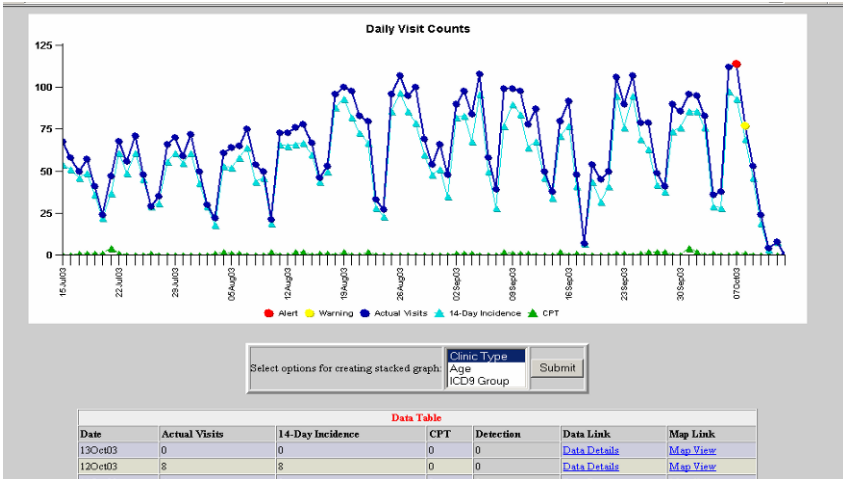 Daily Visit Counts
125
100
75
50
25
0
15Jul03 22Jul03 29Jul03 05Aug03 12Aug03 19Aug03 26Aug03 02Sep03 09Sep03 16Sep03 23Sep03 30Sep03 07Oct03
Alert Warning Actual Visits 14-Day Incidence CPT
Select options for creating stacked graph: Clinic Type Submit
Age
ICD9 Group
Data Table
Date Actual Visits 14-Day Incidence CPT Detection Data Link Map Link
13Oct03 0 0 0 0 Data Details Map View
12Oct03 8 8 0 0 Data Details Map View